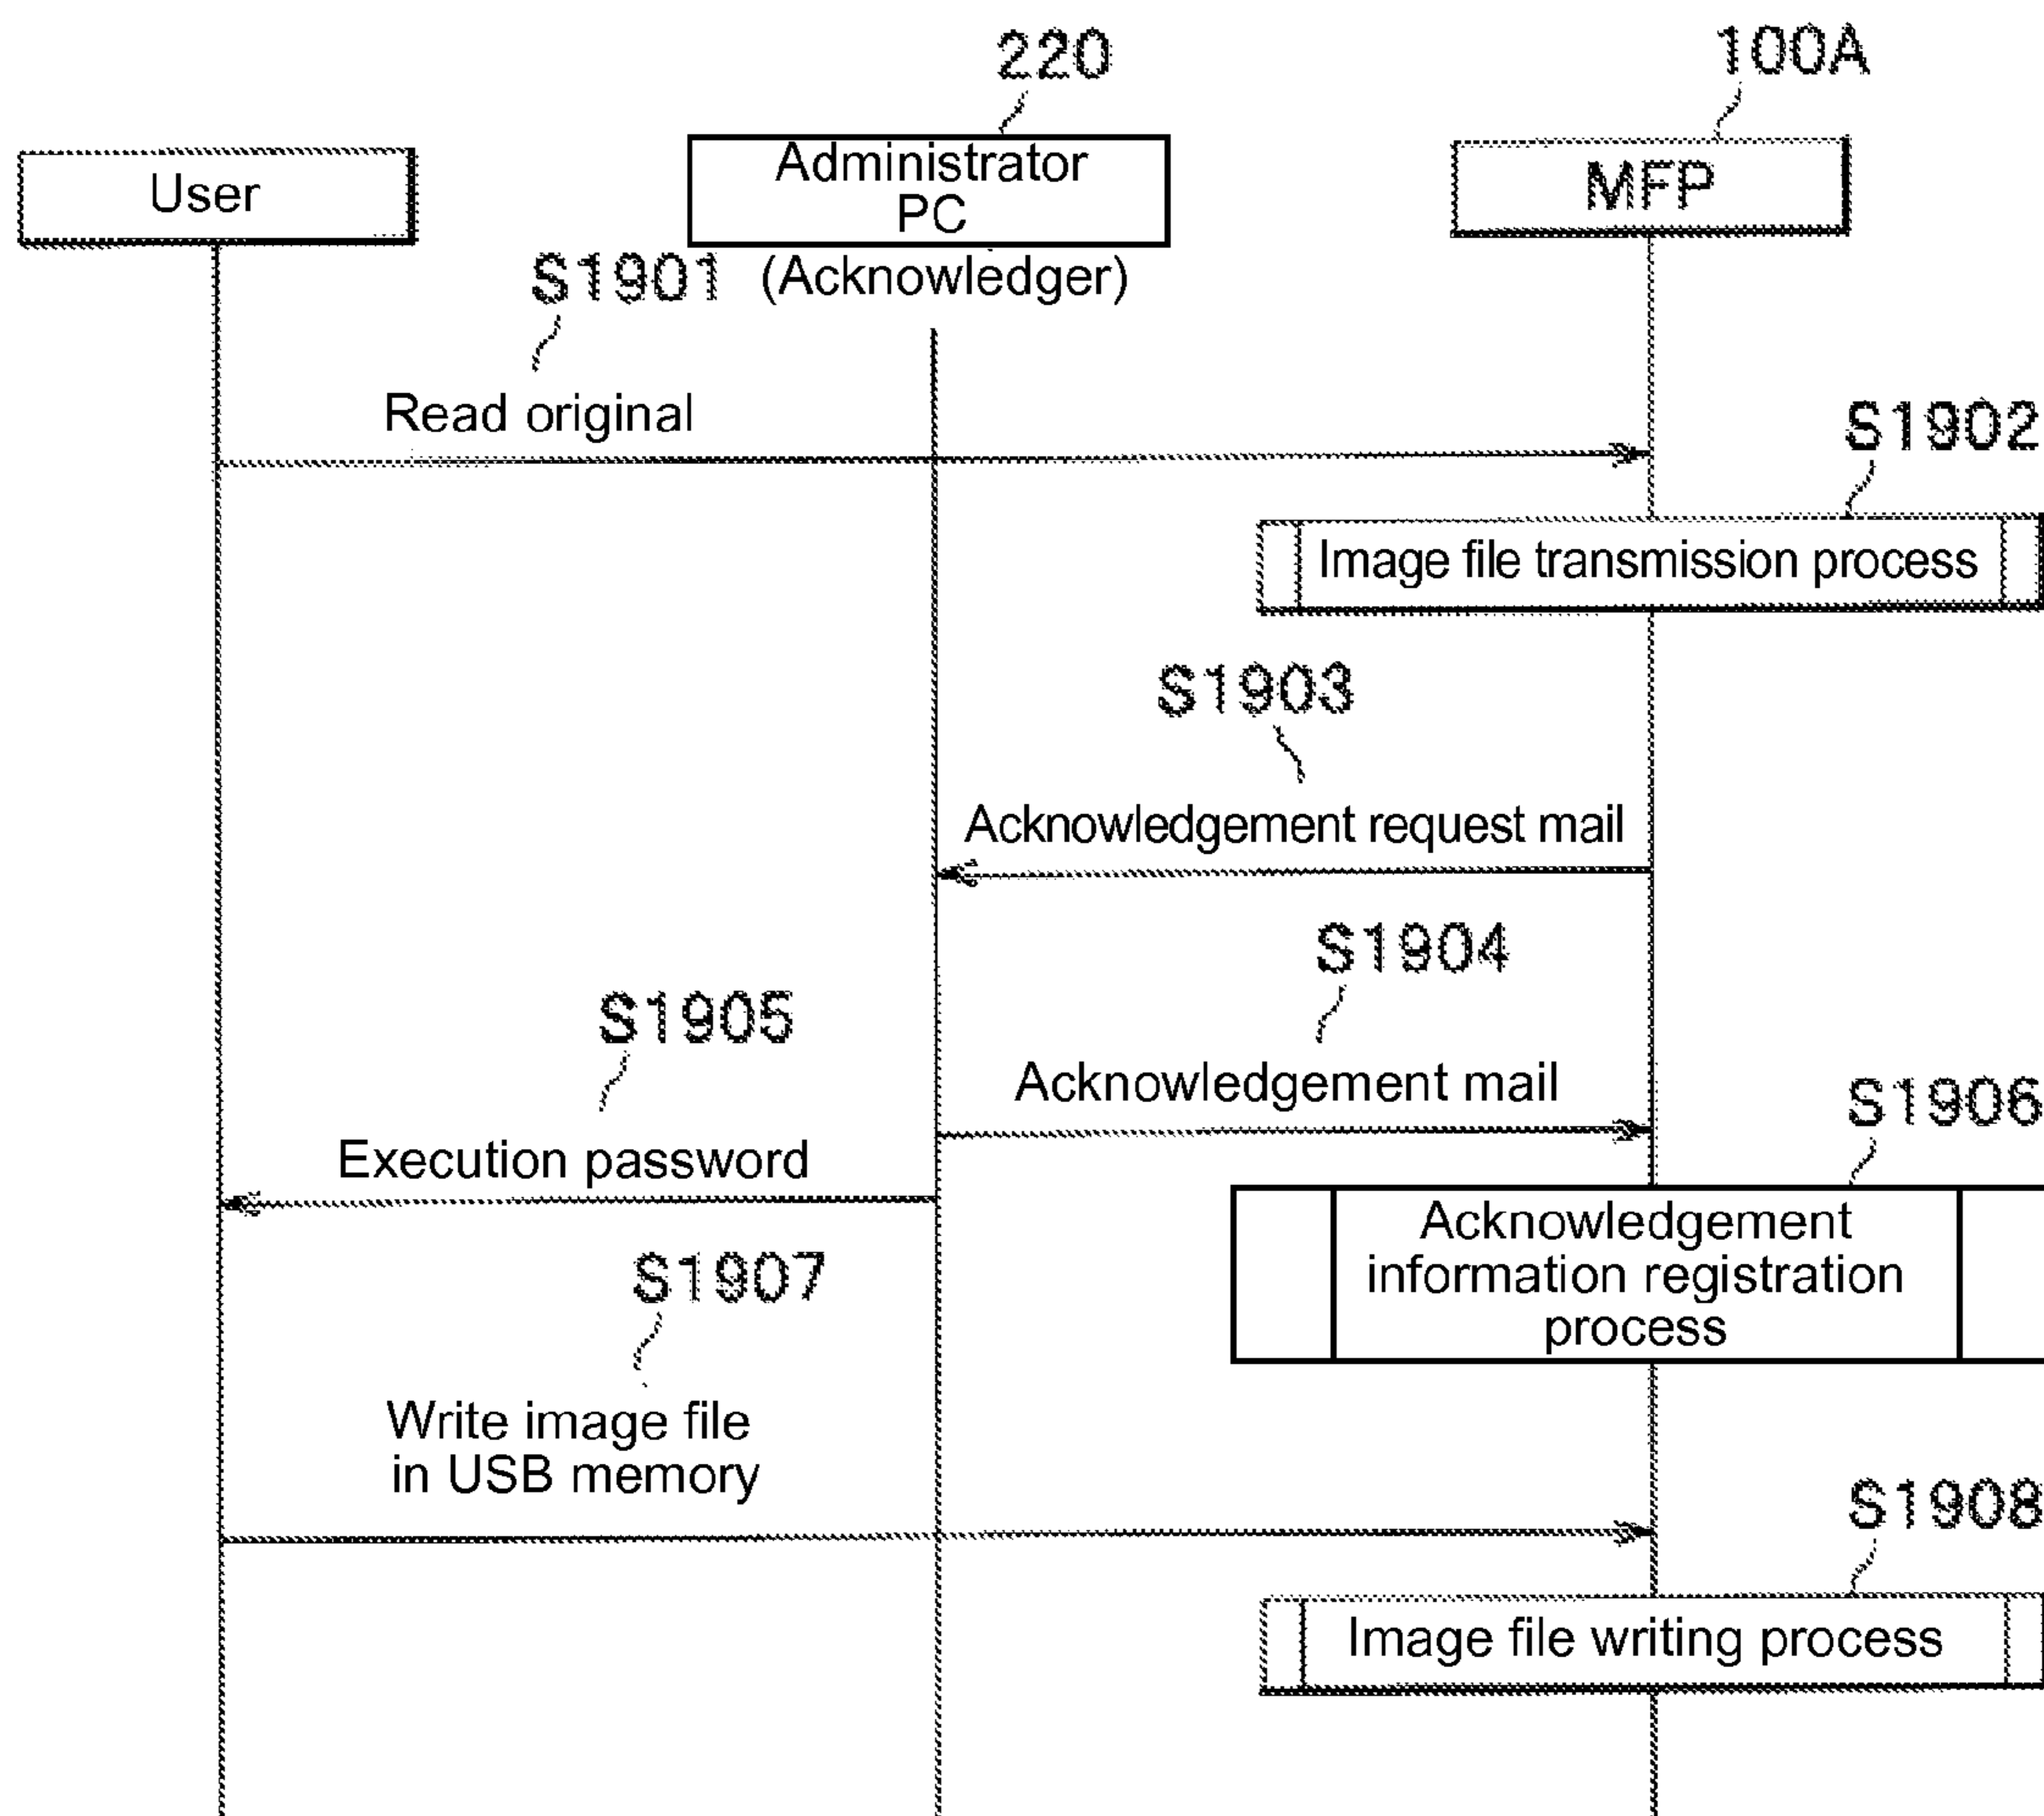 220
100A
User
Administrator
PC
MFP
S1901
(Acknowledger)
Read original
S1902
Image file transmission process
S1903
Acknowledgement request mail
S1904
S1905
Acknowledgement mail
S1906
Execution password
Acknowledgement
information registration
process
S1907
Write image file
in USB memory
S1908
Image file writing process